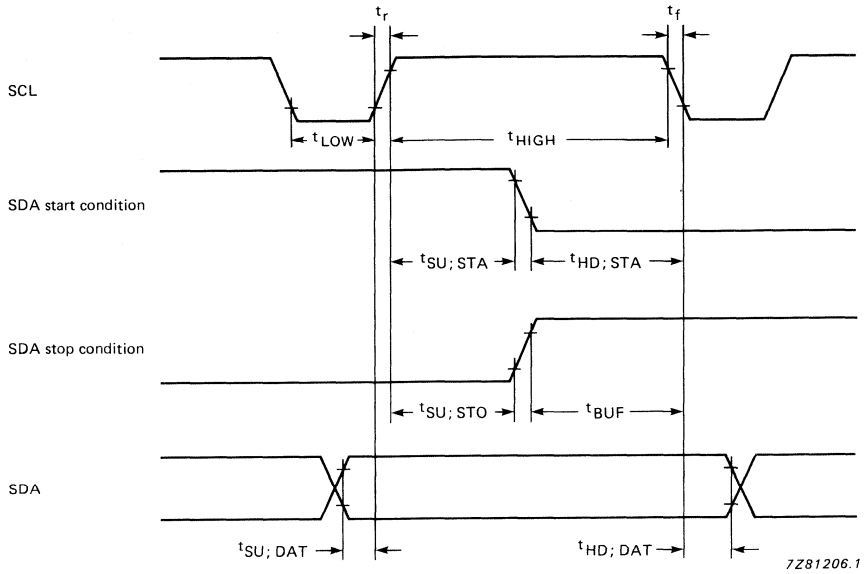 tr
tf
SCL
tLOW
tHIGH
SDA start condition
tSU; STA
tHD; STA
SDA stop condition
tSU; STO
tBUF
SDA
tSU; DAT
tHD; DAT
7Z81206.1